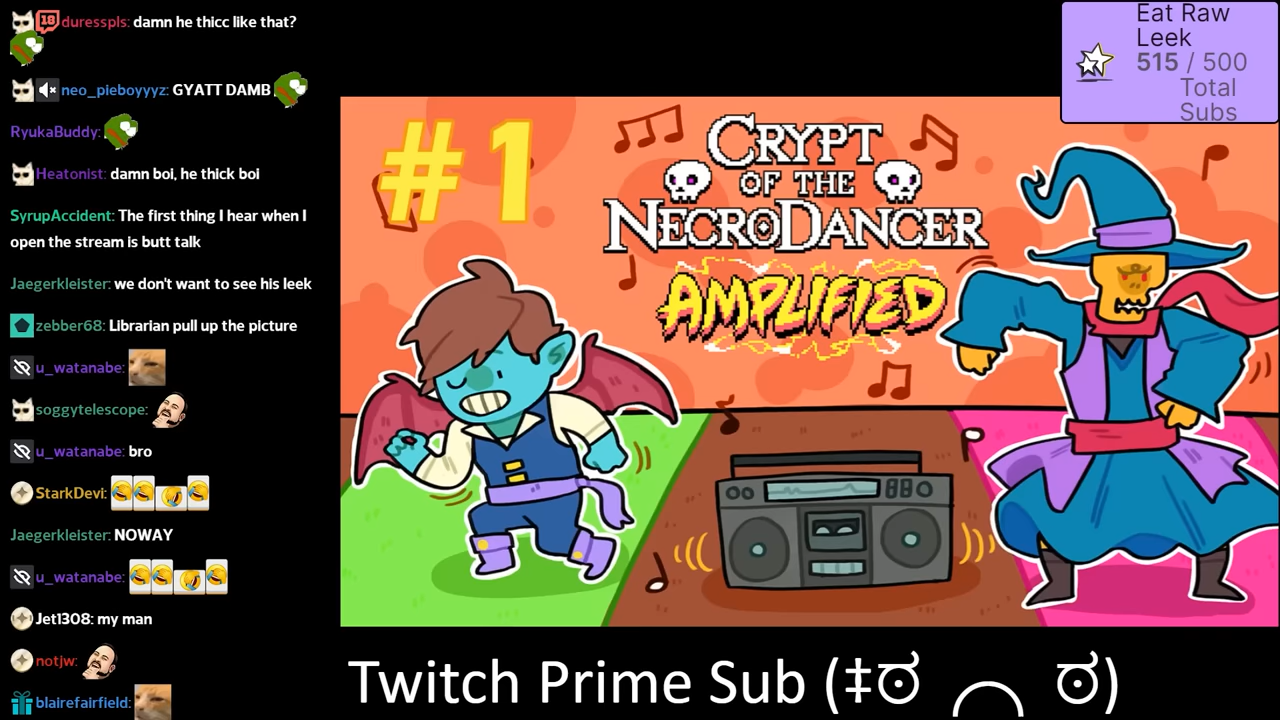 duresspls: damn he thicc like that?
neo_pieboyyyz: GYATT DAMB
RyukaBuddy:
Heatonist: damn boi, he thick boi
SyrupAccident: The first thing I hear when I
open the stream is butt talk
Jaegerkleister: we don't want to see his leek
zebber68: Librarian pull up the picture
u_watanabe:
soggytelescope:
u_watanabe: bro
StarkDevi:
Jaegerkleister: NOWAY
u_watanabe:
Jet1308: my man
notjw:
blairefairfield:
18
#1
CRYPT
OF THE
NECRODANCER
AMPLIFIED
Eat Raw
Leek
515 / 500
Total
Subs
Twitch Prime Sub (‡ಠ ╭╮ ಠ)